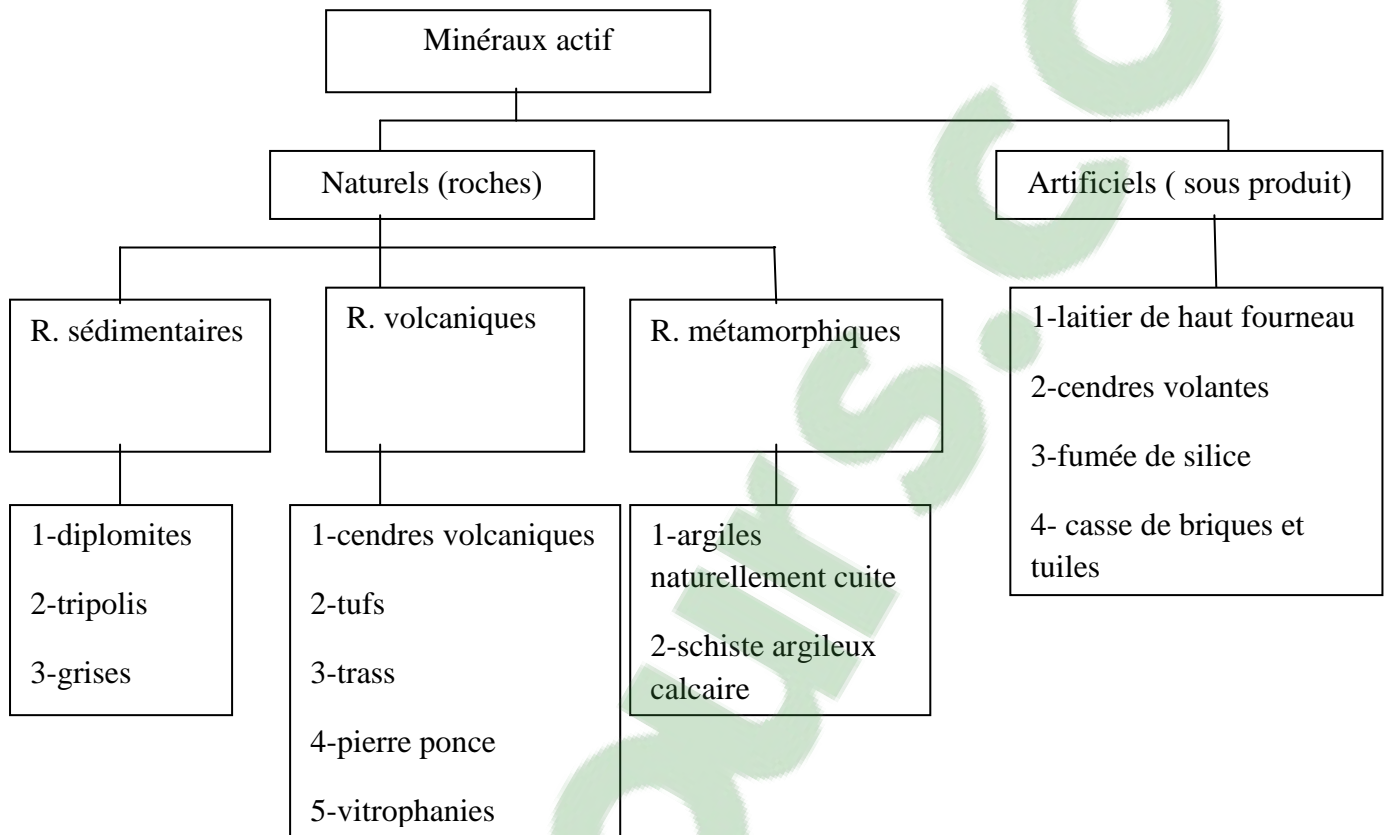 Minéraux actif
Naturels (roches)
Artificiels ( sous produit)
R. sédimentaires
R. volcaniques
R. métamorphiques
1-laitier de haut fourneau
2-cendres volantes
3-fumée de silice
4- casse de briques et
tuiles
1-diplomites
2-tripolis
3-grises
1-cendres volcaniques
2-tufs
3-trass
4-pierre ponce
5-vitrophanies
1-argiles
naturellement cuite
2-schiste argileux
calcaire
ours.co